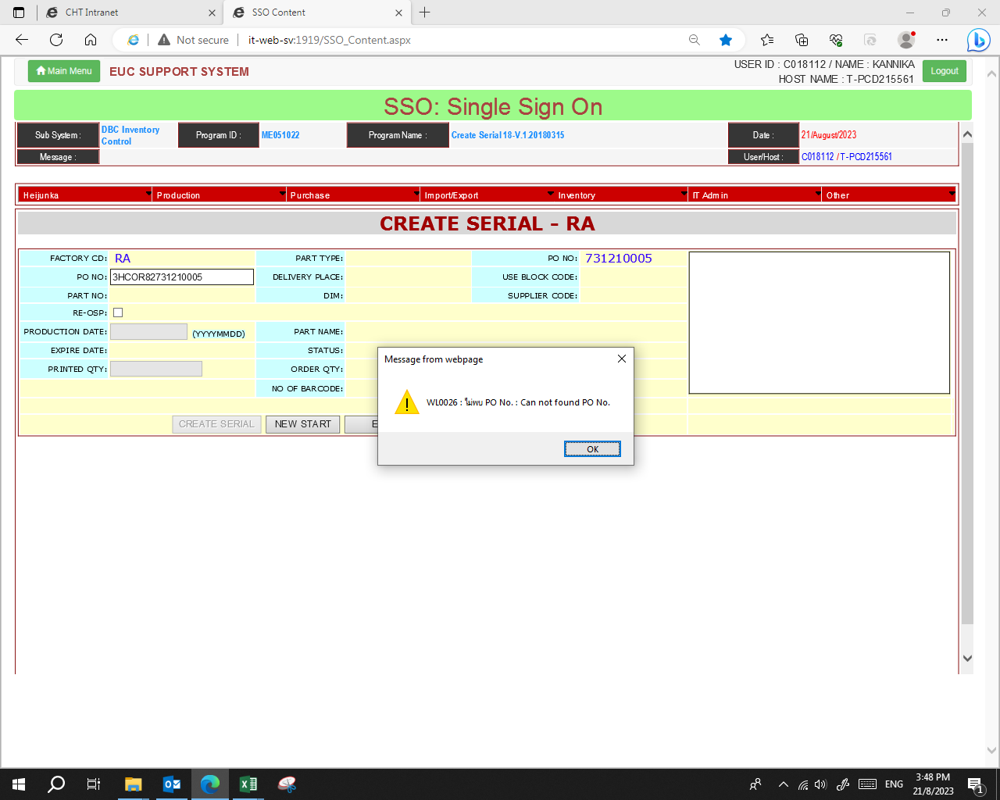 CHT Intranet
SSO Content
Not secure
it-web-sv:1919/SSO_Content.aspx
Main Menu
EUC SUPPORT SYSTEM
USER ID : C018112 / NAME : KANNIKA
HOST NAME : T-PCD215561
Logout
SSO: Single Sign On
Sub System :
DBC Inventory
Control
Program ID :
ME051022
Program Name :
Create Serial 18-V.1.20180315
Date :
21/August/2023
Message :
User/Host :
C018112 / T-PCD215561
Heijunka
Production
Purchase
Import/Export
Inventory
IT Admin
Other
CREATE SERIAL - RA
FACTORY CD:
RA
PART TYPE:
PO NO:
731210005
PO NO:
3HCOR82731210005
DELIVERY PLACE:
USE BLOCK CODE:
PART NO:
DIM:
SUPPLIER CODE:
RE-OSP:
PRODUCTION DATE:
(YYYYMMDD)
PART NAME:
EXPIRE DATE:
STATUS:
PRINTED QTY:
ORDER QTY:
NO OF BARCODE:
CREATE SERIAL
NEW START
E
Message from webpage
WL0026 : ไม่พบ PO No. : Can not found PO No.
OK
ENG
3:48 PM
21/8/2023
1